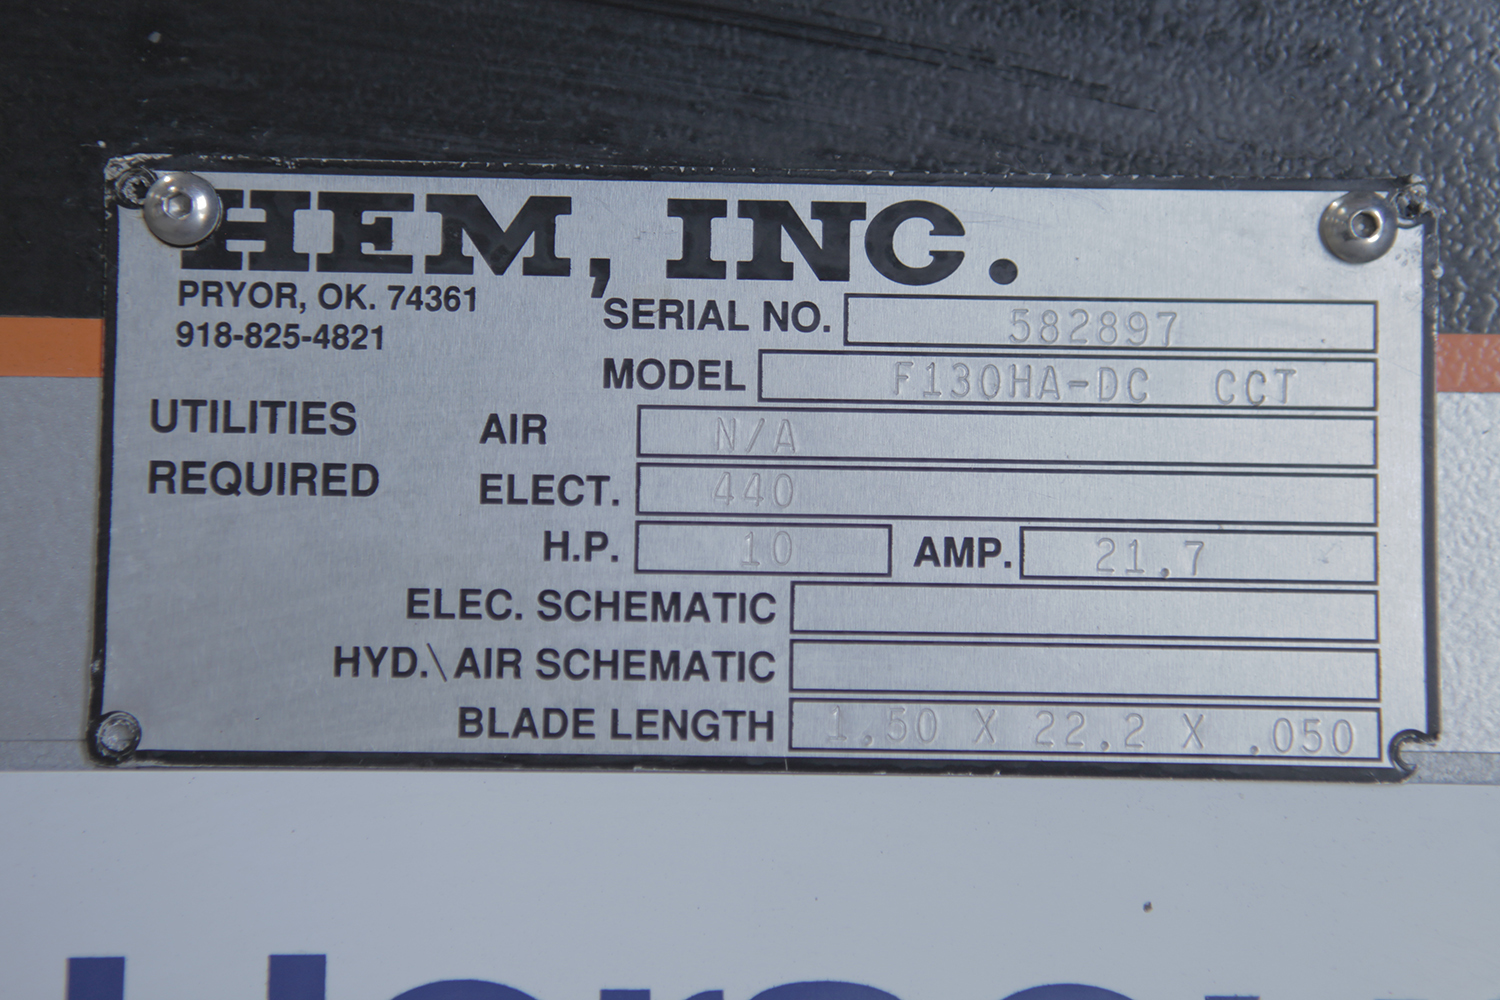 HEM, INC.
PRYOR, OK. 74361
918-825-4821
SERIAL NO. 582897
MODEL F130HA-DC CCT
UTILITIES REQUIRED
AIR N/A
ELECT. 440
H.P. 10 AMP. 21.7
ELEC. SCHEMATIC
HYD.\AIR SCHEMATIC
BLADE LENGTH 1.50 X 22.2 X .050